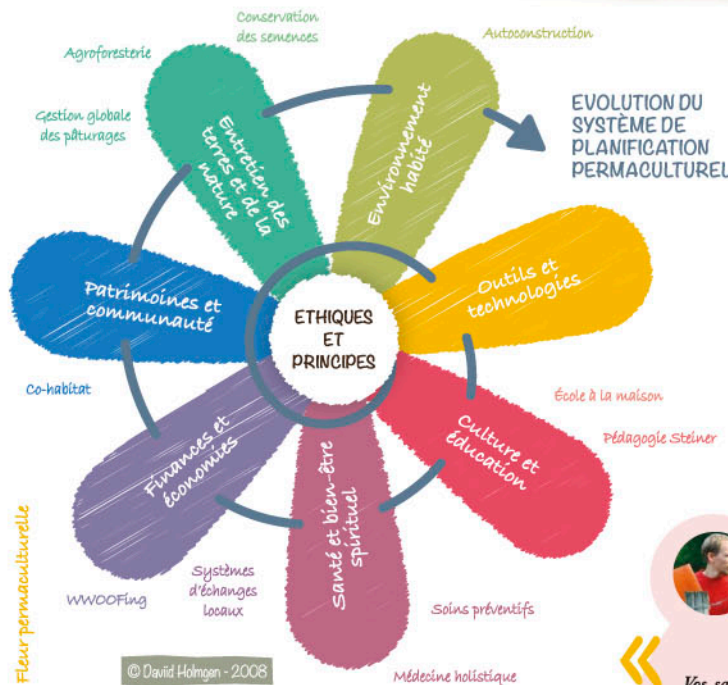 Conservation
des semences
Agroforesterie
Autoconstruction
Gestion globale
des pâturages
EVOLUTION DU
SYSTÈME DE
PLANIFICATION
PERMACULTUREL
Entretien des
terres et de la
nature
Environnement
habité
Outils et
technologies
Patrimoines et
communauté
ETHIQUES
ET
PRINCIPES
Co-habitat
École à la maison
Pédagogie Steiner
Culture et
éducation
Finances et
économies
Santé et bien-être
spirituel
WWOOFing
Systèmes
d'échanges
locaux
Soins préventifs
Médecine holistique
Fleur permaculturelle
© Daviid Holmgen - 2008
«